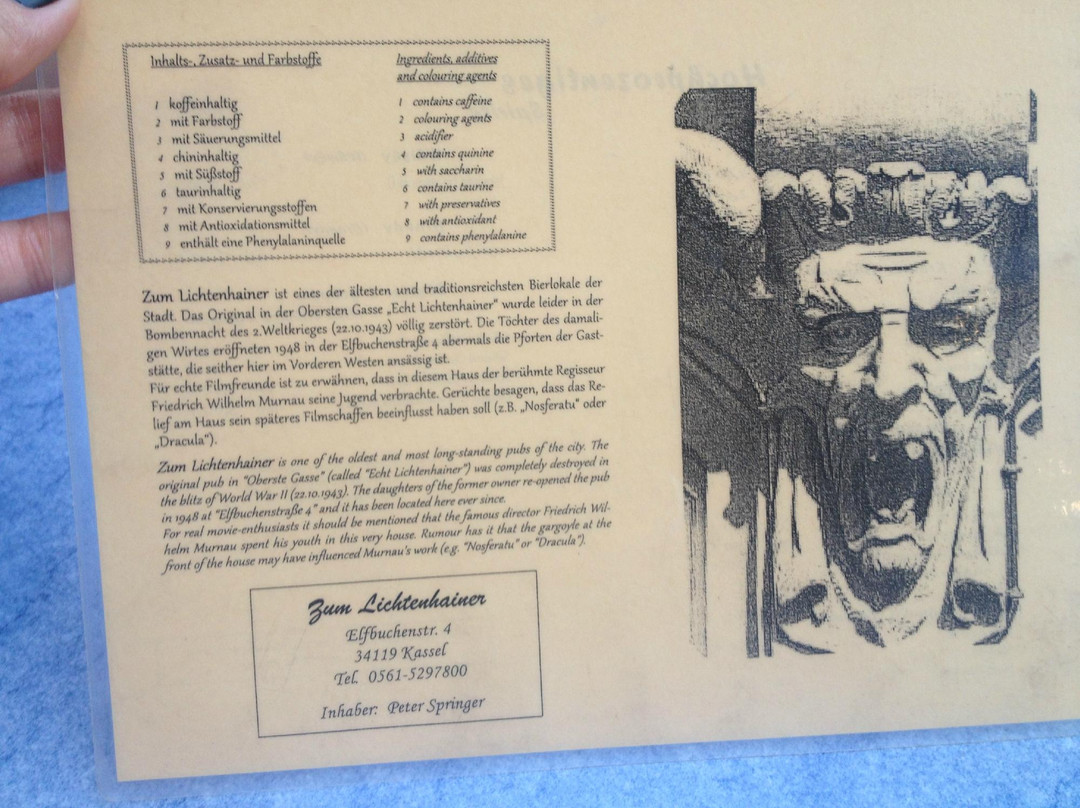 Inhalts-, Zusatz- und Farbstoffe
1 koffeinhaltig
2 mit Farbstoff
3 mit Säuerungsmittel
4 chininhaltig
5 mit Süßstoff
6 taurinhaltig
7 mit Konservierungsstoffen
8 mit Antioxidationsmittel
9 enthält eine Phenylalaninquelle
Ingredients, additives
and colouring agents
1 contains caffeine
2 colouring agents
3 acidifier
4 contains quinine
5 with saccharin
6 contains taurine
7 with preservatives
8 with antioxidant
9 contains phenylalanine
Zum Lichtenhainer ist eines der ältesten und traditionsreichsten Bierlokale der
Stadt. Das Original in der Obersten Gasse „Echt Lichtenhainer“ wurde leider in der
Bombennacht des 2.Weltkrieges (22.10.1943) völlig zerstört. Die Töchter des damali-
gen Wirtes eröffneten 1948 in der Elfbuchenstraße 4 abermals die Pforten der Gast-
stätte, die seither hier im Vorderen Westen ansässig ist.
Für echte Filmfreunde ist zu erwähnen, dass in diesem Haus der berühmte Regisseur
Friedrich Wilhelm Murnau seine Jugend verbrachte. Gerüchte besagen, dass das Re-
lief am Haus sein späteres Filmschaffen beeinflusst haben soll (z.B. „Nosferatu“ oder
„Dracula“).
Zum Lichtenhainer is one of the oldest and most long-standing pubs of the city. The
original pub in “Oberste Gasse” (called “Echt Lichtenhainer”) was completely destroyed in
the blitz of World War II (22.10.1943). The daughters of the former owner re-opened the pub
in 1948 at “Elfbuchenstraße 4” and it has been located here ever since.
For real movie-enthusiasts it should be mentioned that the famous director Friedrich Wil-
helm Murnau spent his youth in this very house. Rumour has it that the gargoyle at the
front of the house may have influenced Murnau's work (e.g. “Nosferatu” or “Dracula”).
Zum Lichtenhainer
Elfbuchenstr. 4
34119 Kassel
Tel. 0561-5297800
Inhaber: Peter Springer
Hochprozentiges